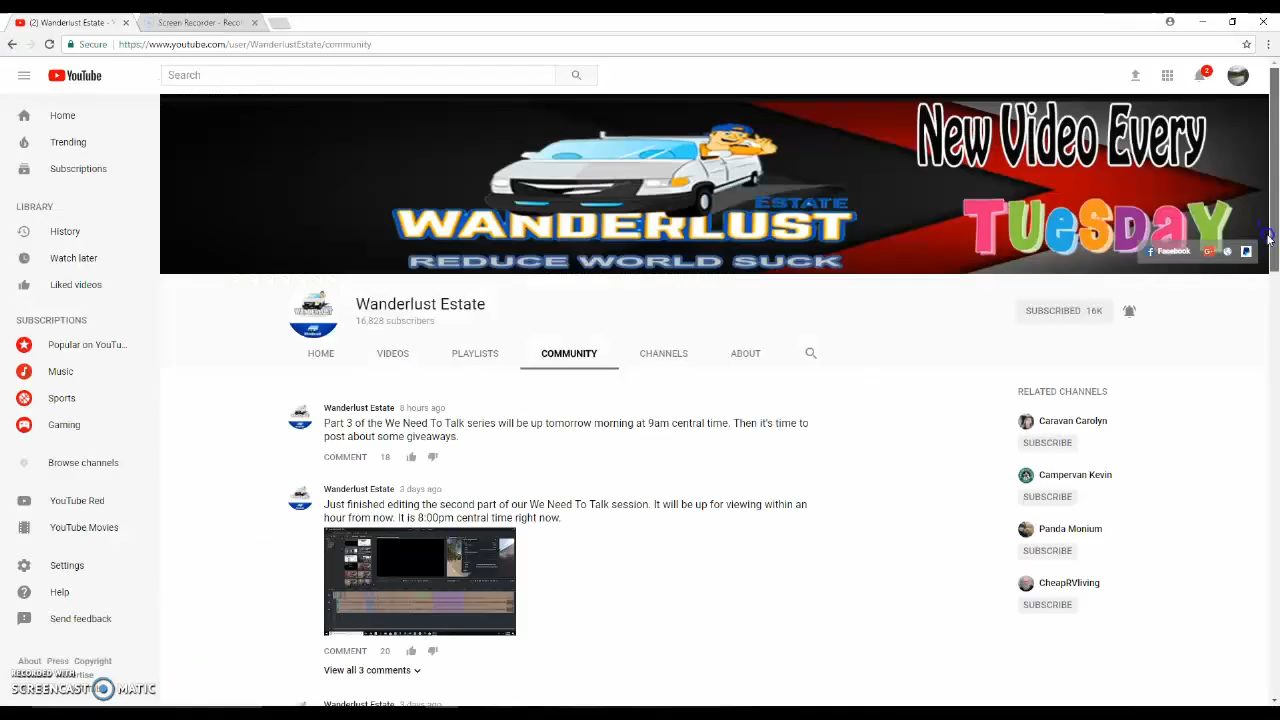 (2) Wanderlust Estate - Y
Screen Recorder - Reco
Secure
https://www.youtube.com/user/WanderlustEstate/community
YouTube
Search
2
Home
Trending
Subscriptions
LIBRARY
History
Watch later
Liked videos
SUBSCRIPTIONS
Popular on YouTu...
Music
Sports
Gaming
Browse channels
YouTube Red
YouTube Movies
Settings
Help
Send feedback
About Press Copyright
RECORDED WITH
SCREENCAST MATIC
New Video Every
TUESDAY
ESTATE
WANDERLUST
REDUCE WORLD SUCK
Facebook
Wanderlust Estate
16,828 subscribers
SUBSCRIBED 16K
HOME
VIDEOS
PLAYLISTS
COMMUNITY
CHANNELS
ABOUT
Wanderlust Estate 8 hours ago
Part 3 of the We Need To Talk series will be up tomorrow morning at 9am central time. Then it's time to
post about some giveaways.
COMMENT 18
Wanderlust Estate 3 days ago
Just finished editing the second part of our We Need To Talk session. It will be up for viewing within an
hour from now. It is 8:00pm central time right now.
COMMENT 20
View all 3 comments
Wanderlust Estate 3 days ago
RELATED CHANNELS
Caravan Carolyn
SUBSCRIBE
Campervan Kevin
SUBSCRIBE
Panda Monium
SUBSCRIBE
CheapRVliving
SUBSCRIBE